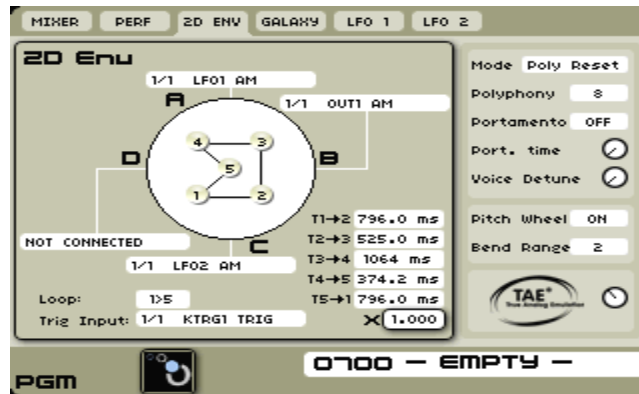 MIXER PERF 2D ENV GALAXY LFO 1 LFO 2
2D Env
1/1 LFO1 AM
A
1/1 OUT1 AM
B
D
4 3
5
1 2
C
NOT CONNECTED
1/1 LFO2 AM
T1→2 796.0 ms
T2→3 525.0 ms
T3→4 1064 ms
T4→5 374.2 ms
T5→1 796.0 ms
X 1.000
Loop: 1>5
Trig Input: 1/1 KTRG1 TRIG
Mode Poly Reset
Polyphony 8
Portamento OFF
Port. time
Voice Detune
Pitch Wheel ON
Bend Range 2
TAE®
True Analog Emulation
PGM
0700 - EMPTY -